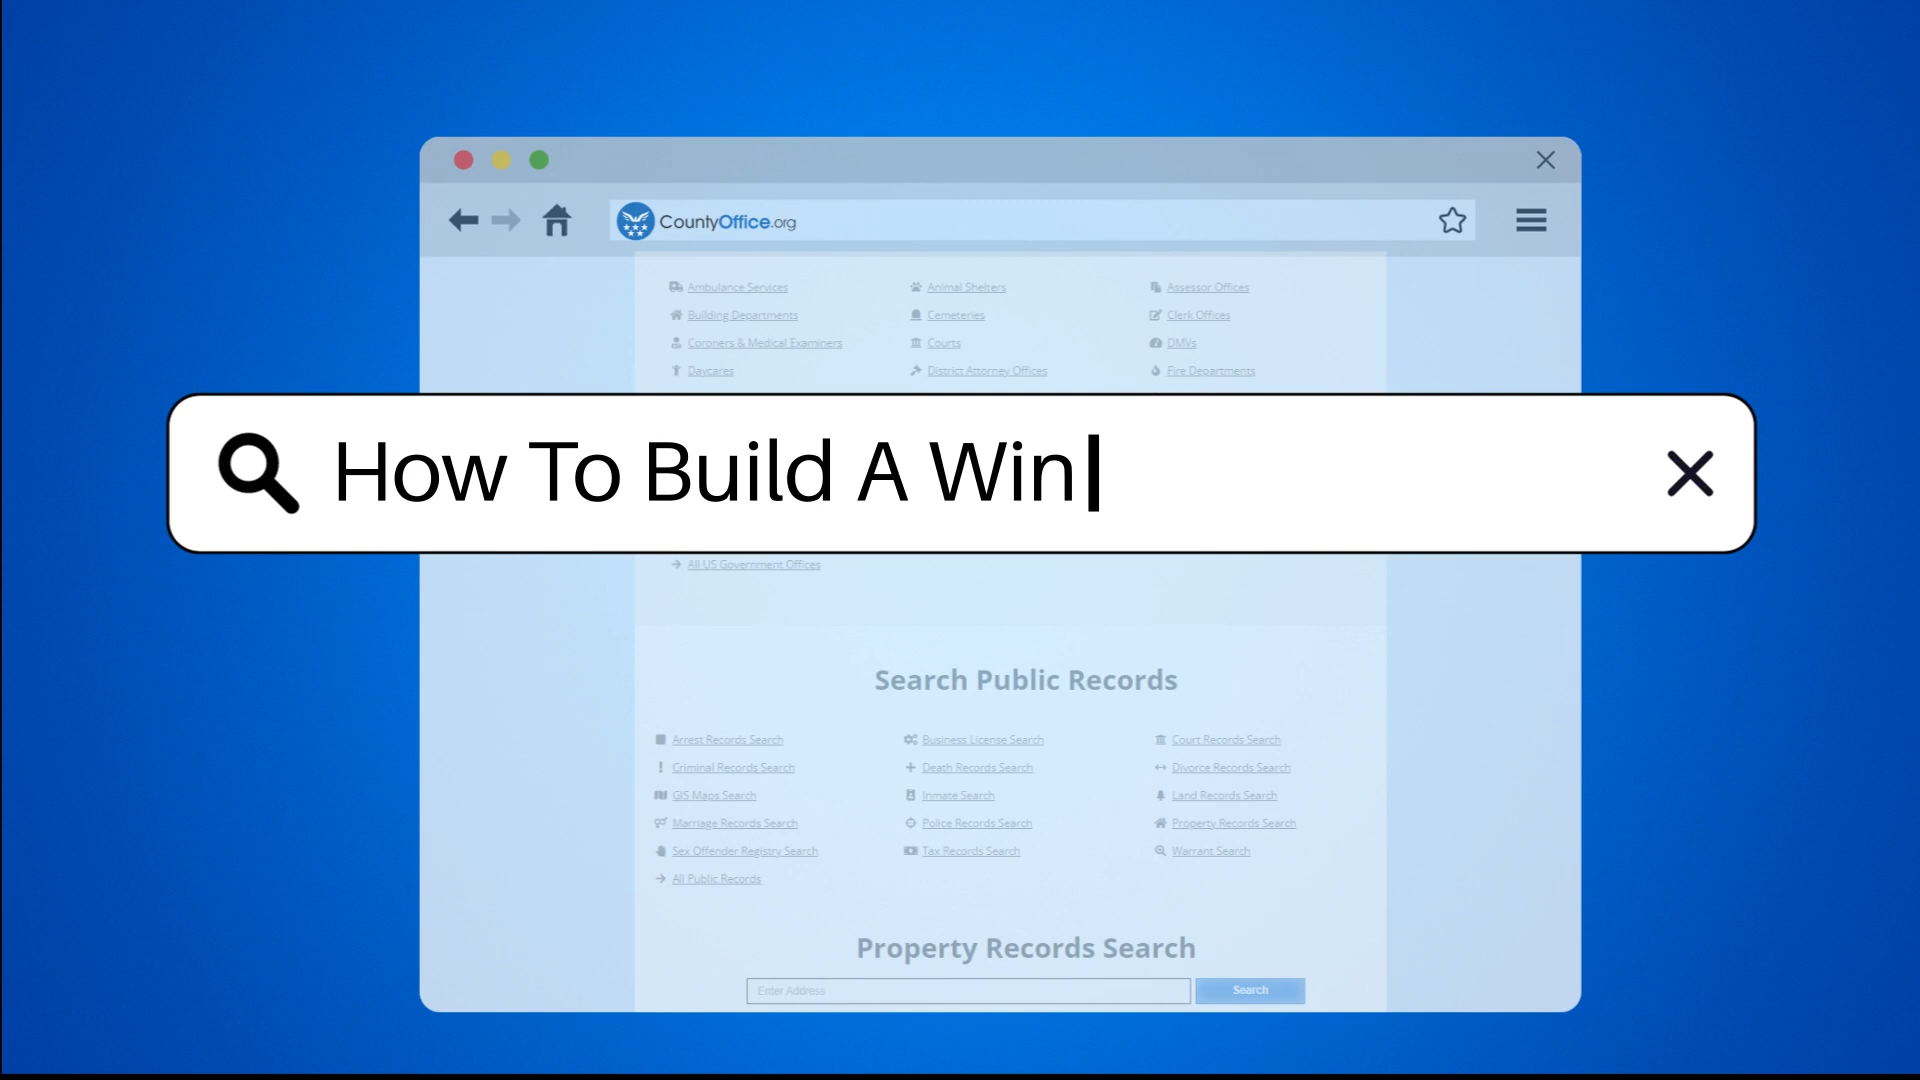 CountyOffice.org
Ambulance Services Animal Shelters Assessor Offices
Building Departments Cemeteries Clerk Offices
Coroners & Medical Examiners Courts DMVs
Daycares District Attorney Offices Fire Departments
How To Build A Win
All US Government Offices
Search Public Records
Arrest Records Search Business License Search Court Records Search
Criminal Records Search Death Records Search Divorce Records Search
GIS Maps Search Inmate Search Land Records Search
Marriage Records Search Police Records Search Property Records Search
Sex Offender Registry Search Tax Records Search Warrant Search
All Public Records
Property Records Search
Enter Address Search